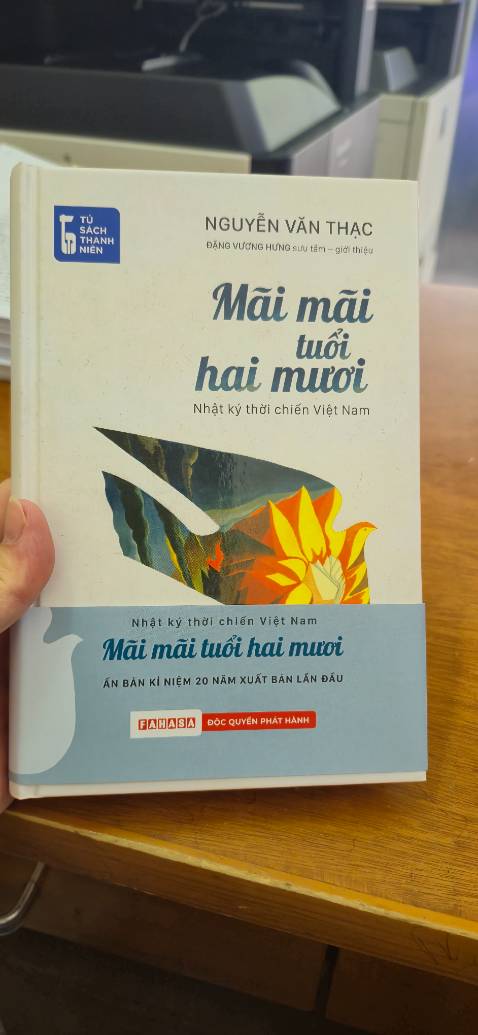 TỦ
SÁCH
THANH
NIÊN
NGUYỄN VĂN THẠC
ĐẶNG VƯƠNG HƯNG sưu tầm – giới thiệu
Mãi mãi
tuổi
hai mươi
Nhật ký thời chiến Việt Nam
Nhật ký thời chiến Việt Nam
Mãi mãi tuổi hai mươi
ẤN BẢN KỈ NIỆM 20 NĂM XUẤT BẢN LẦN ĐẦU
FAHASA ĐỘC QUYỀN PHÁT HÀNH